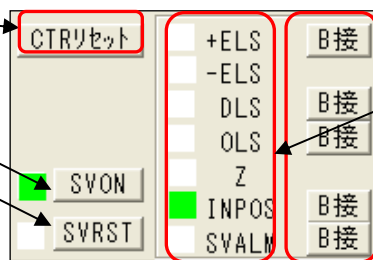 CTRリセット
+ELS B接
-ELS
DLS B接
OLS B接
SVON Z
INPOS B接
SVRST SVALM B接